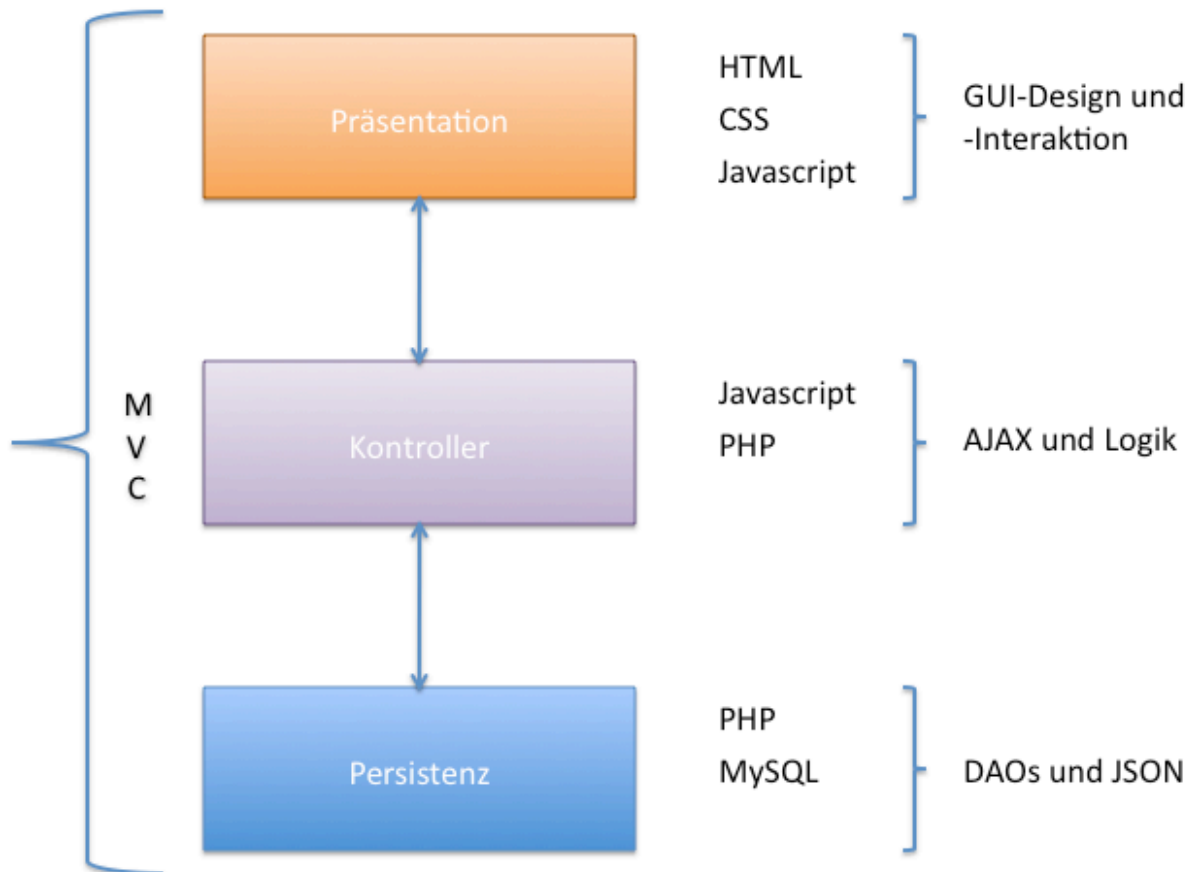 Präsentation
HTML
CSS
Javascript
GUI-Design und
-Interaktion
M
V
C
Kontroller
Javascript
PHP
AJAX und Logik
Persistenz
PHP
MySQL
DAOs und JSON